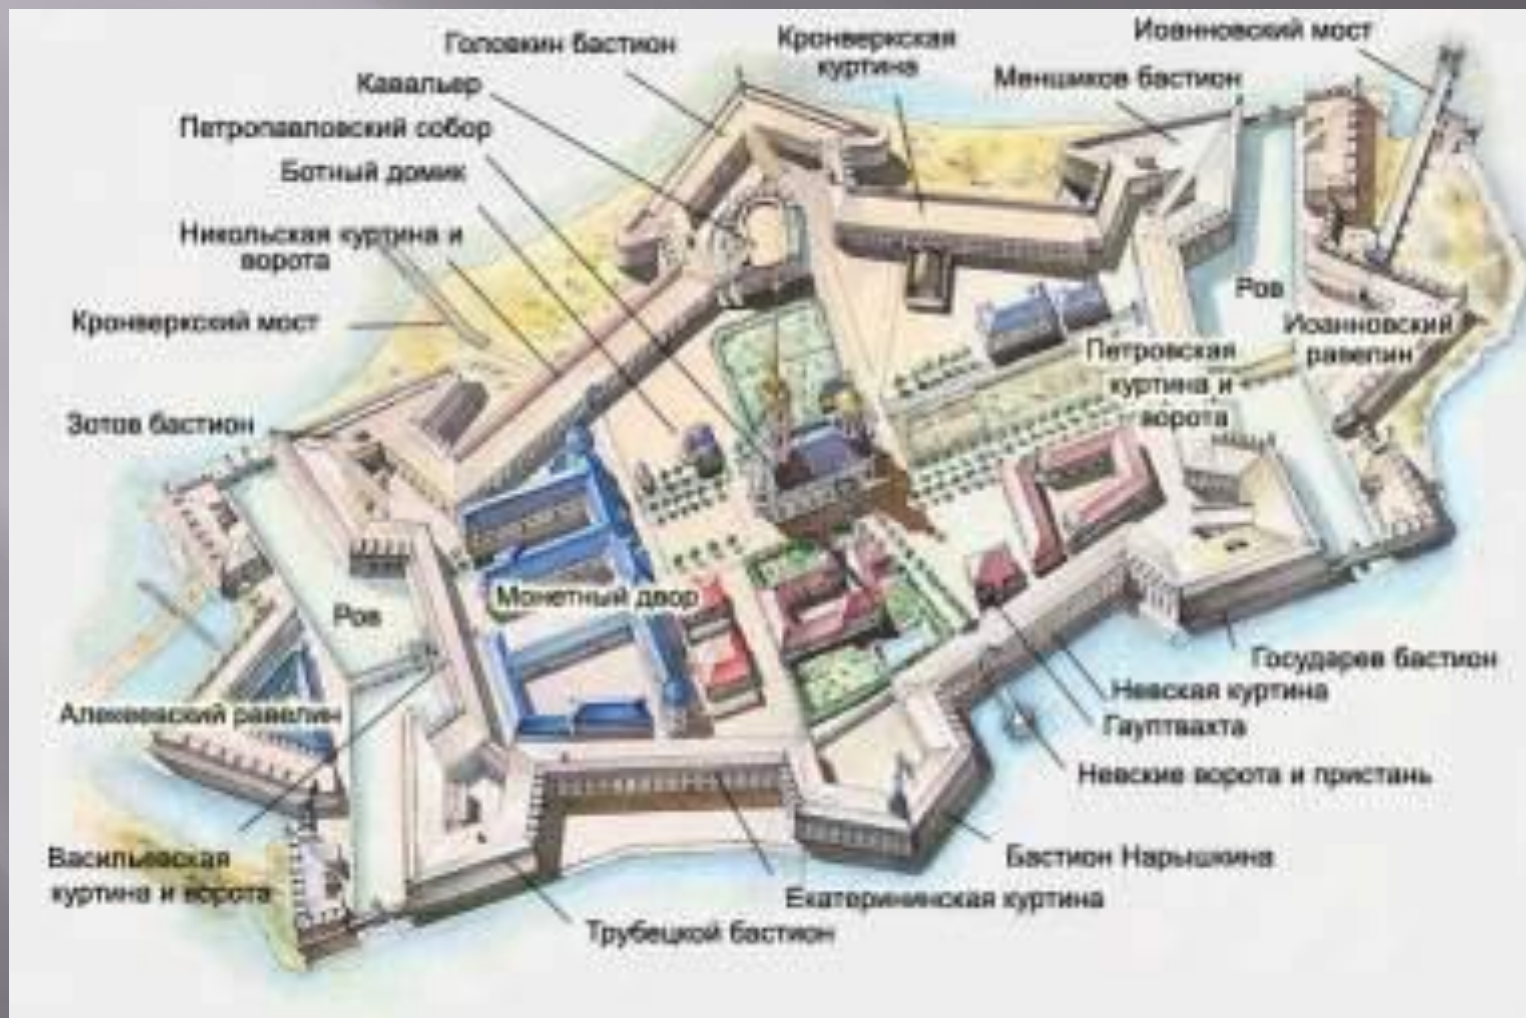 Головкин бастион
Кронверкская
куртина
Иоанновский мост
Кавальер
Меншиков бастион
Петропавловский собор
Ботный домик
Никольская куртина и
ворота
Ров
Кронверкский мост
Иоанновский
равелин
Петровская
куртина и
ворота
Зотов бастион
Монетный двор
Ров
Государев бастион
Невская куртина
Алекеевский равелин
Гауптвахта
Невские ворота и пристань
Васильевская
куртина и ворота
Бастион Нарышкина
Екатерининская куртина
Трубецкой бастион